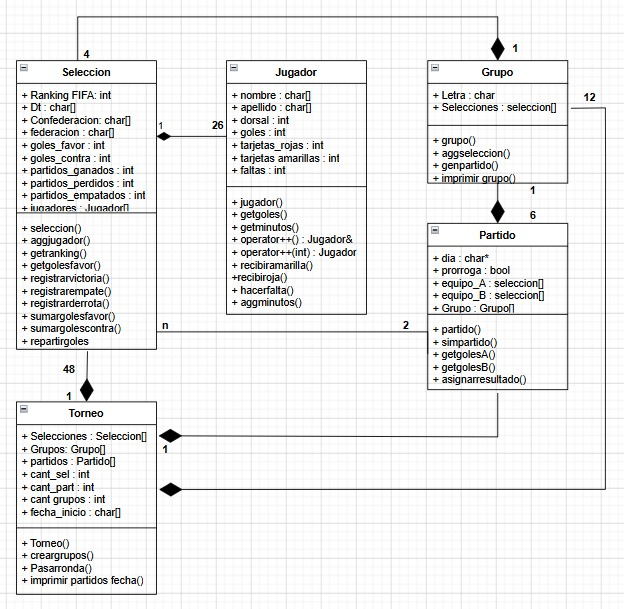 4
1
Seleccion
+ Ranking FIFA: int
+ Dt : char[]
+ Confederacion: char[]
+ federacion : char[]
+ goles_favor : int
+ goles_contra : int
+ partidos_ganados : int
+ partidos_perdidos : int
+ partidos_empatados : int
+ jugadores : Jugador[]
+ seleccion()
+ aggjugador()
+ getranking()
+ getgolesfavor()
+ registrarvictoria()
+ registrarempate()
+ registrarderrota()
+ sumargolesfavor()
+ sumargolescontra()
+ repartirgoles
1
26
Jugador
+ nombre : char[]
+ apellido : char[]
+ dorsal : int
+ goles : int
+ tarjetas_rojas : int
+ tarjetas amarillas : int
+ faltas : int
+ jugador()
+ getgoles()
+ getminutos()
+ operator++() : Jugador&
+ operator++(int) : Jugador
+ recibiramarilla()
+recibiroja()
+ hacerfalta()
+ aggminutos()
Grupo
+ Letra : char
+ Selecciones : seleccion[]
+ grupo()
+ aggseleccion()
+ genpartido()
+ imprimir grupo()
12
1
6
Partido
+ dia : char*
+ prorroga : bool
+ equipo_A : seleccion[]
+ equipo_B : seleccion[]
+ Grupo : Grupo[]
+ partido()
+ simpartido()
+ getgolesA()
+ getgolesB()
+ asignarresultado()
n
2
48
1
Torneo
+ Selecciones : Seleccion[]
+ Grupos: Grupo[]
+ partidos : Partido[]
+ cant_sel : int
+ cant_part : int
+ cant grupos : int
+ fecha_inicio : char[]
+ Torneo()
+ creargrupos()
+ Pasarronda()
+ imprimir partidos fecha()
1